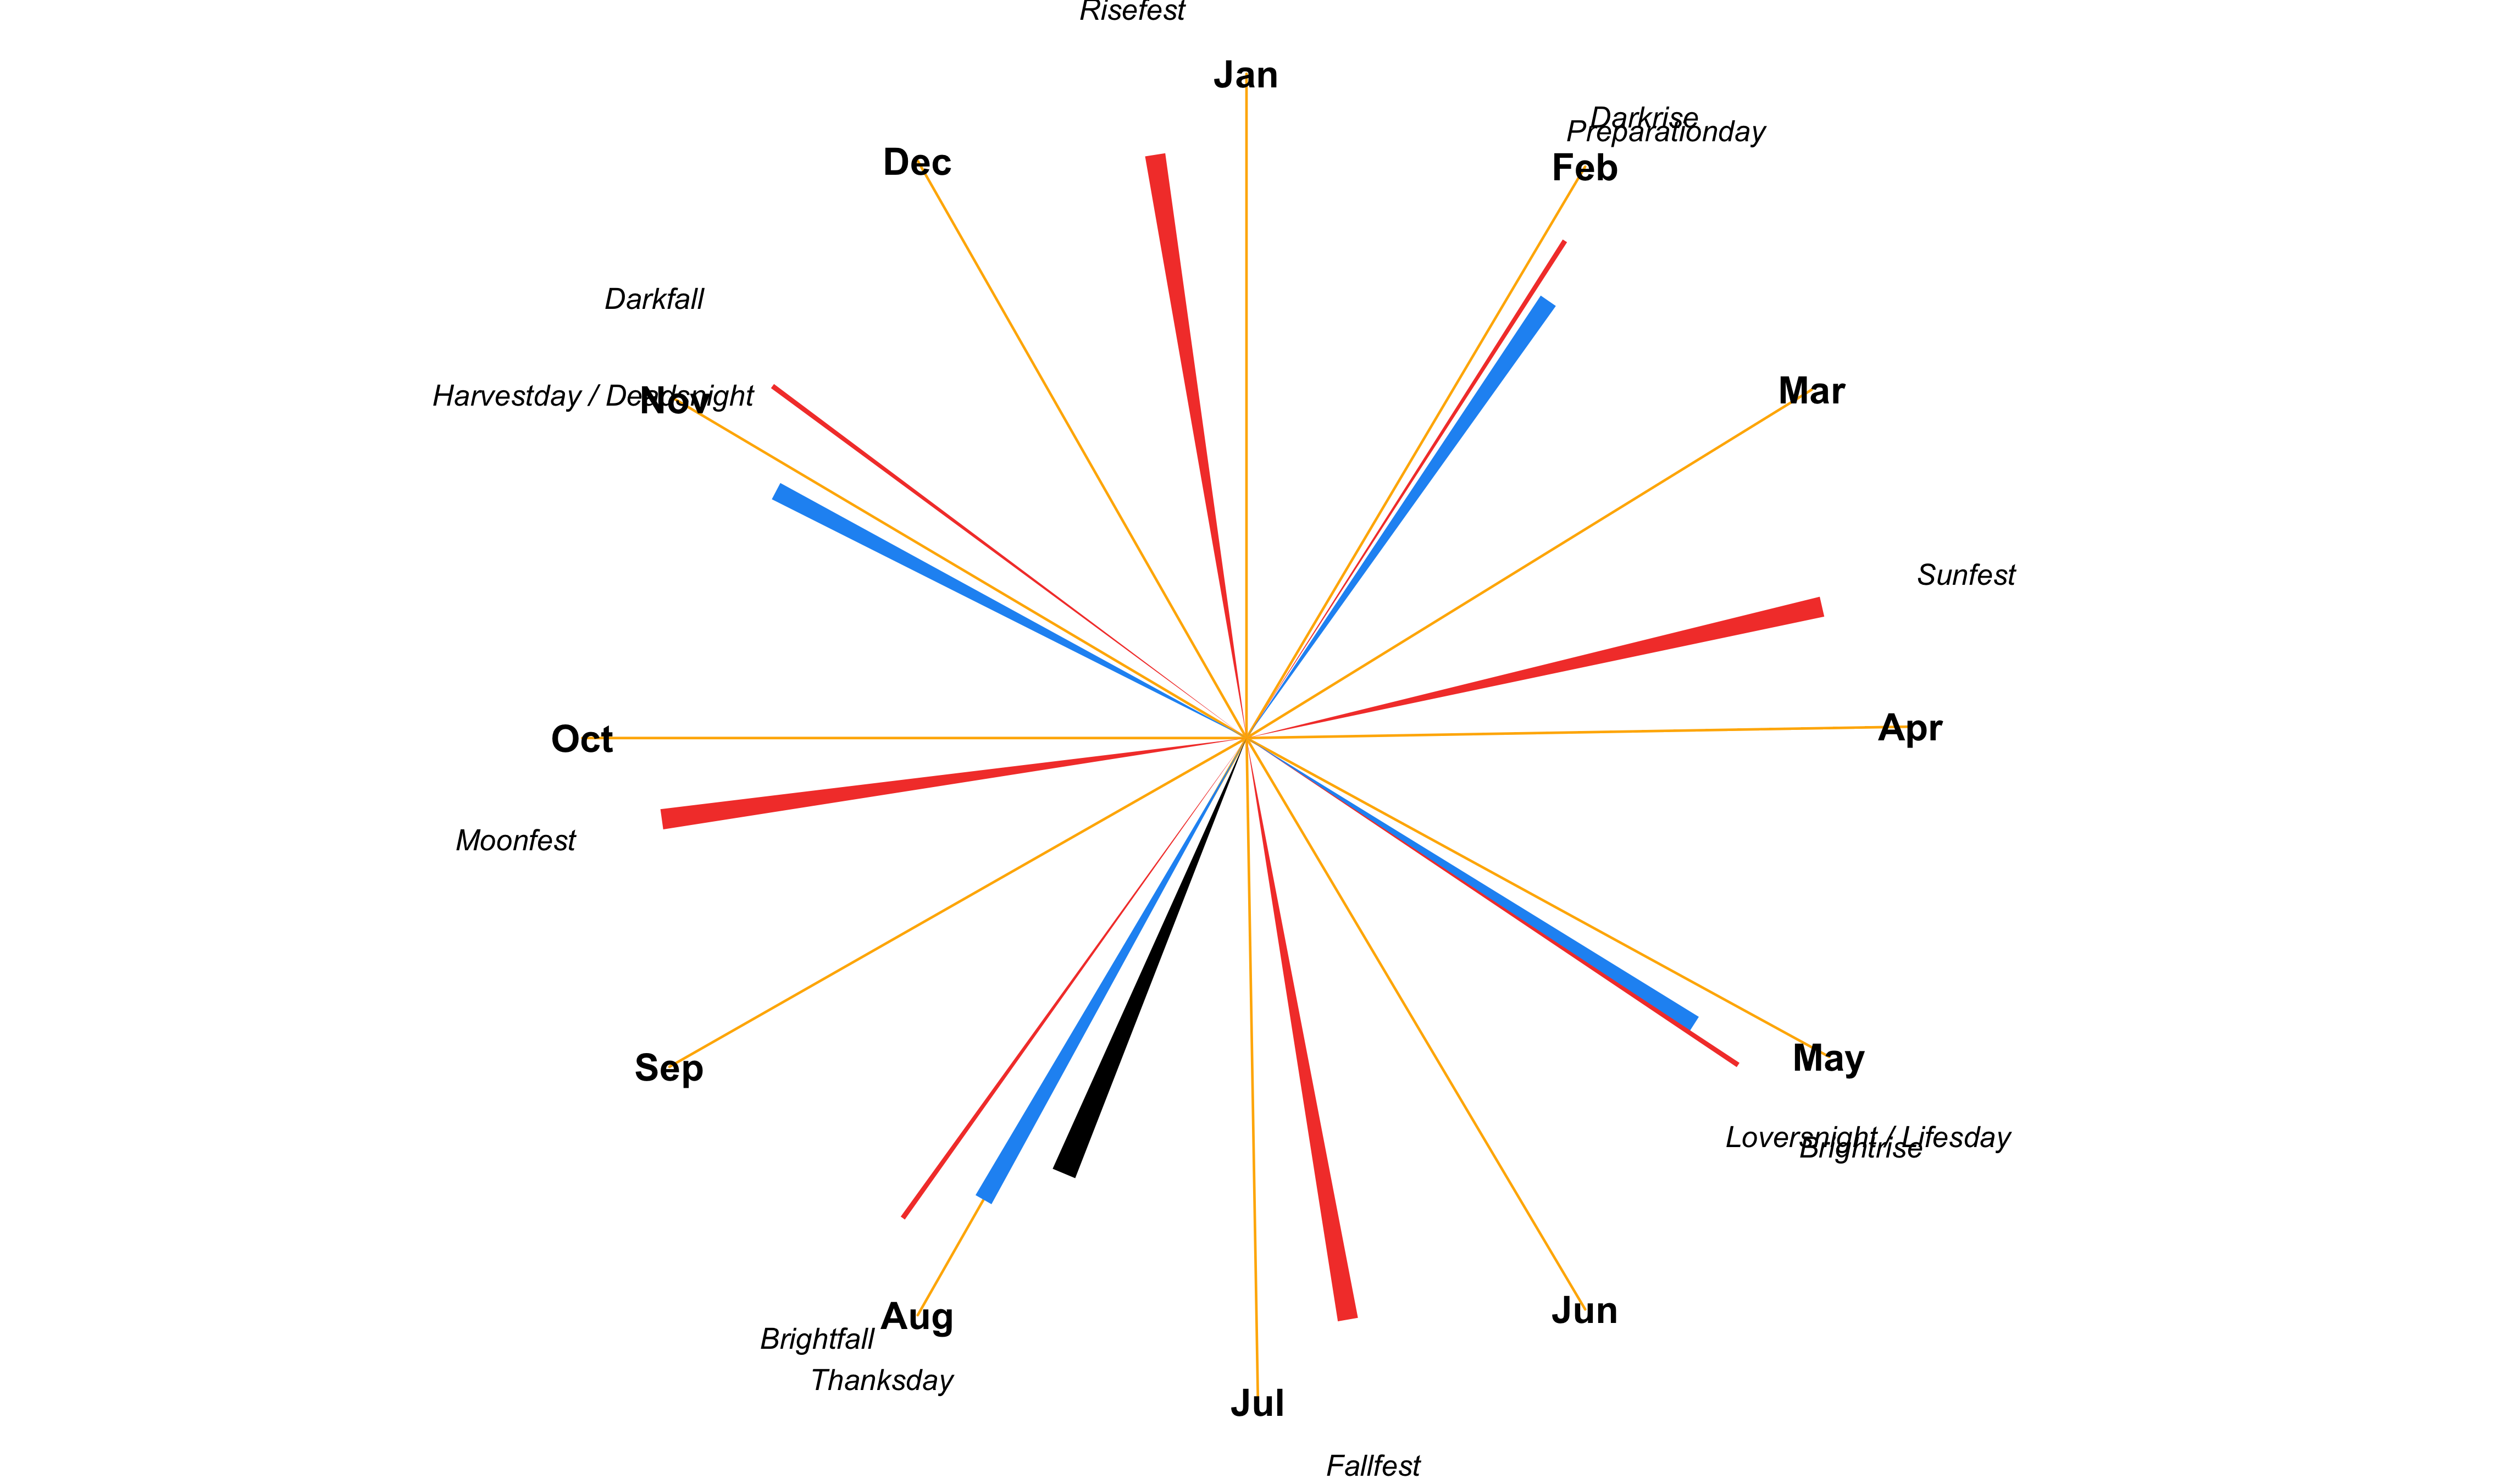 Risefest
Jan
Darkrise
Preparationday
Feb
Dec
Darkfall
Harvestday / Deadsnight
Nov
Mar
Sunfest
Oct
Apr
Moonfest
Sep
May
Loversnight / Lifesday
Brightrise
Aug
Jun
Brightfall
Thanksday
Jul
Fallfest